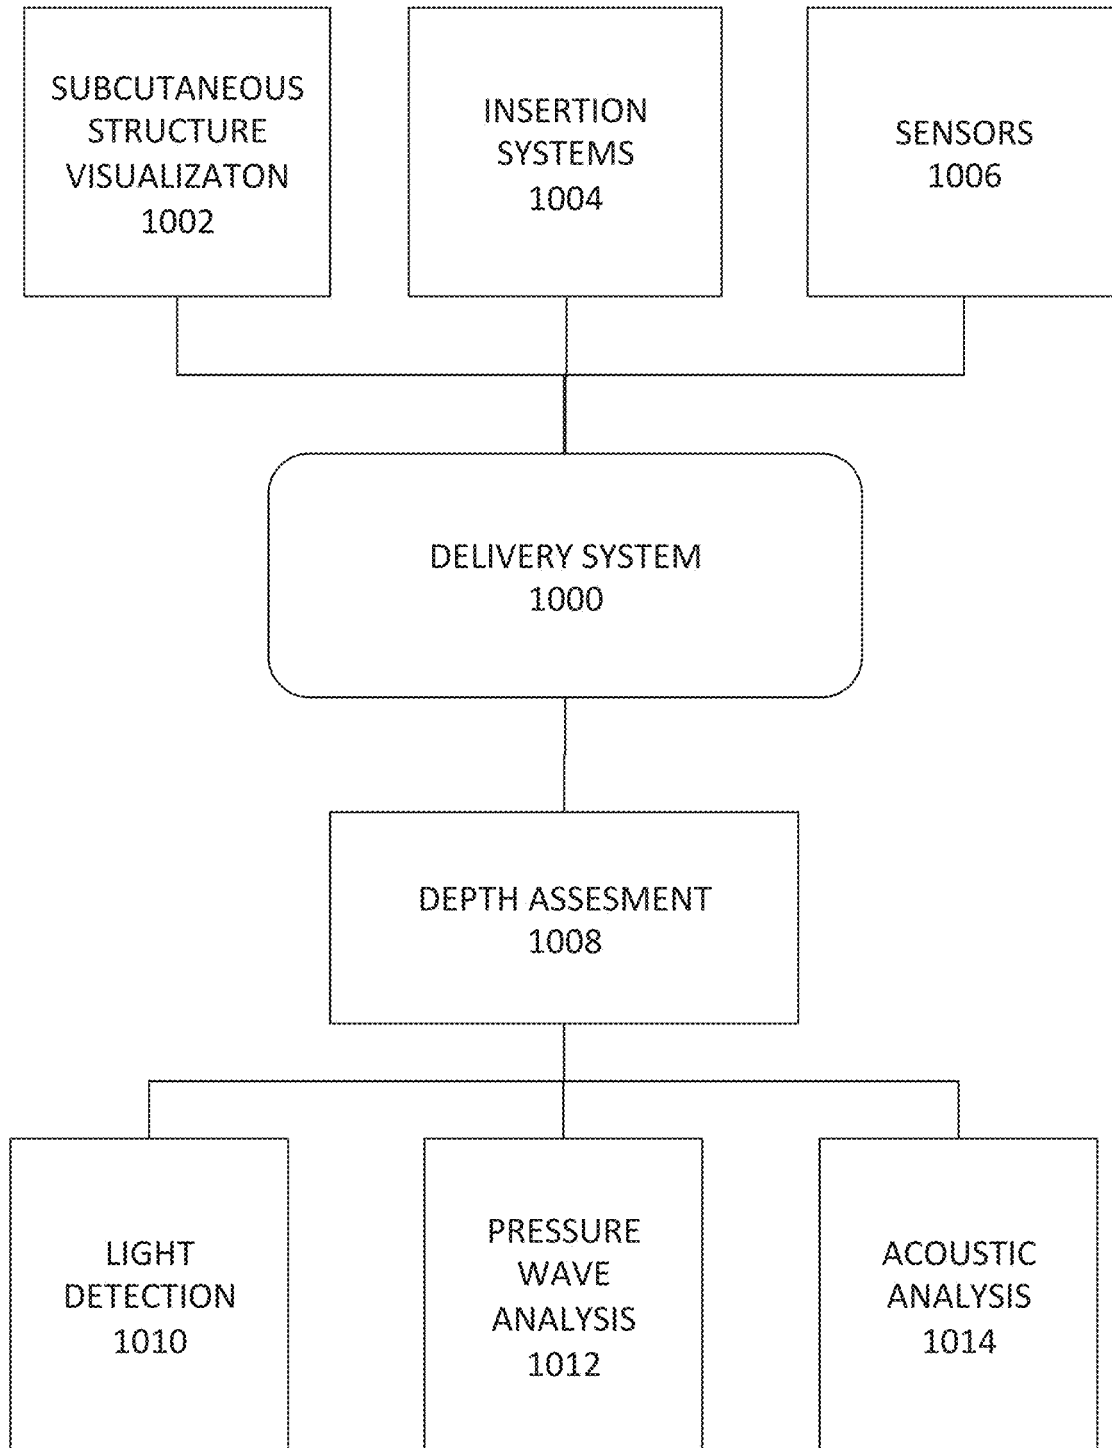 SUBCUTANEOUS
STRUCTURE
VISUALIZATON
1002
INSERTION
SYSTEMS
1004
SENSORS
1006
DELIVERY SYSTEM
1000
DEPTH ASSESMENT
1008
LIGHT
DETECTION
1010
PRESSURE
WAVE
ANALYSIS
1012
ACOUSTIC
ANALYSIS
1014